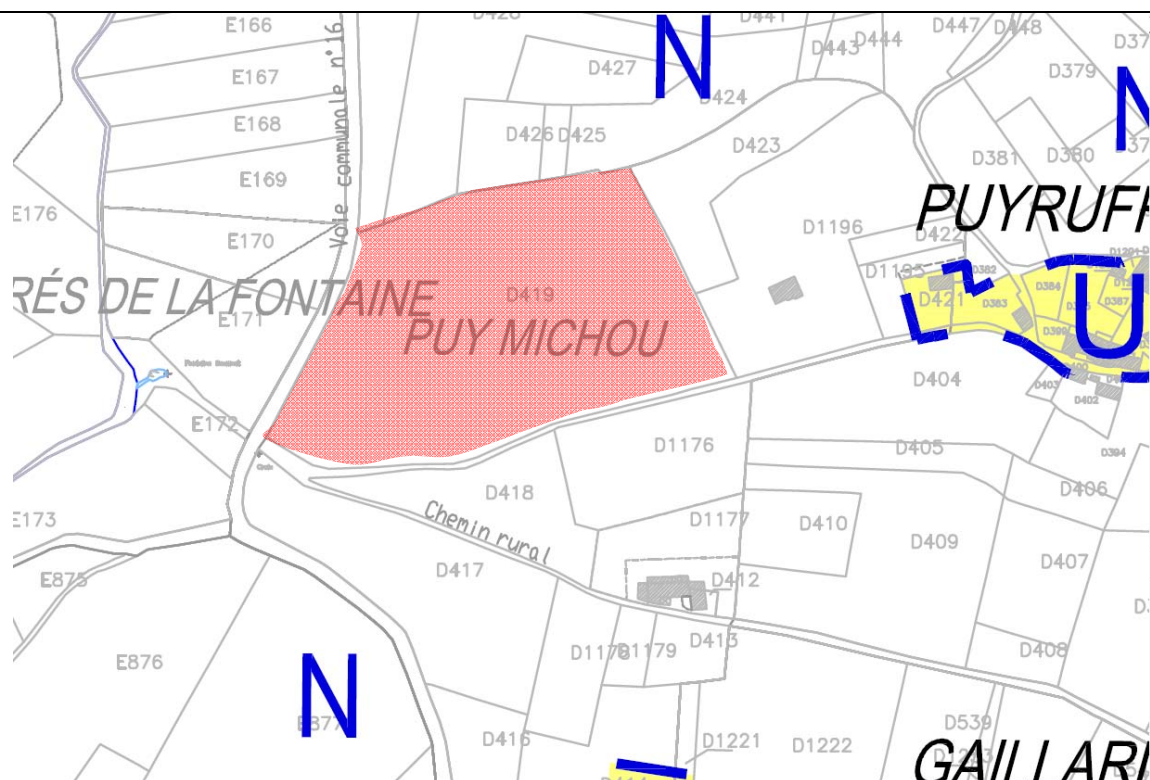 E166
D441
D447
D448
Voie communale n°16
N
D443
D444
E167
D427
D379
N
D424
E168
D426
D425
D423
D381
D380
E169
E176
PUYRUFF
D1196
D422
E170
D1195
D382
D419
D421
D383
D384
D387
U
RÉS DE LA FONTAINE
E171
PUY MICHOU
D399
D404
D403
D402
E172
Croix
D1176
D405
D394
D418
D406
E173
Chemin rural
D1177
D410
D409
D407
D417
E875
D412
D413
D1178
D1179
D408
E876
N
E877
D416
D1221
D1222
D539
GAILLARD